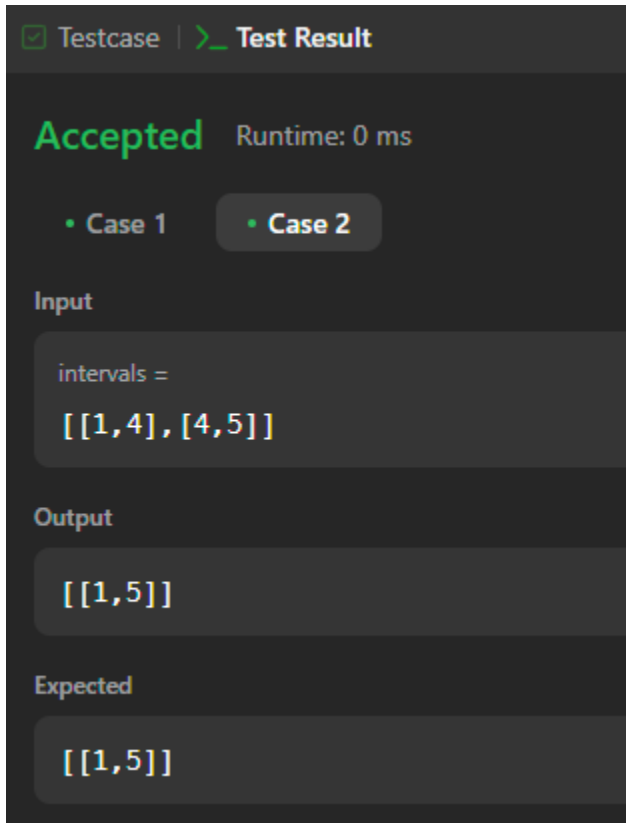 Testcase | >_ Test Result
Accepted Runtime: 0 ms
• Case 1 • Case 2
Input
intervals =
[[1,4],[4,5]]
Output
[[1,5]]
Expected
[[1,5]]